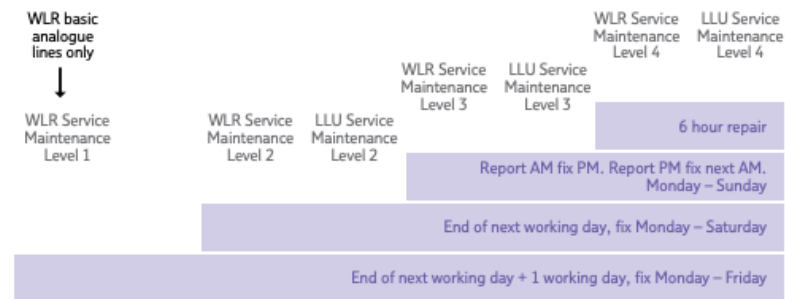 WLR basic
analogue
lines only
WLR Service
Maintenance
Level 1
WLR Service
Maintenance
Level 2
LLU Service
Maintenance
Level 2
WLR Service
Maintenance
Level 3
LLU Service
Maintenance
Level 3
WLR Service
Maintenance
Level 4
LLU Service
Maintenance
Level 4
6 hour repair
Report AM fix PM. Report PM fix next AM.
Monday – Sunday
End of next working day, fix Monday – Saturday
End of next working day + 1 working day, fix Monday – Friday